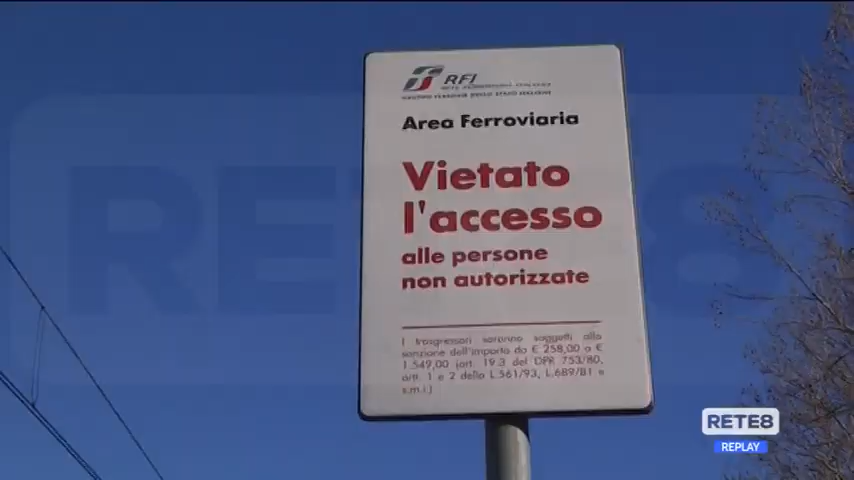 RFI
RETE FERROVIARIA ITALIANA
GRUPPO FERROVIE DELLO STATO ITALIANE
Area Ferroviaria
Vietato
l'accesso
alle persone
non autorizzate
I trasgressori saranno soggetti alla
sanzione dell'importo da € 258,00 a €
1.549,00 (art. 19.3 del DPR 753/80,
artt. 1 e 2 della L.561/93, L.689/81 e
s.m.i.)
RETE8
RETE8
REPLAY